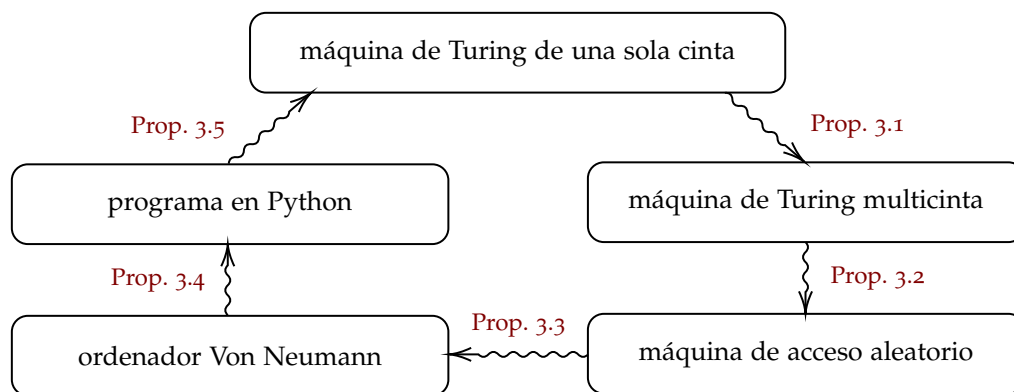 máquina de Turing de una sola cinta
Prop. 3.5
Prop. 3.1
programa en Python
máquina de Turing multicinta
Prop. 3.4
Prop. 3.2
Prop. 3.3
ordenador Von Neumann
máquina de acceso aleatorio